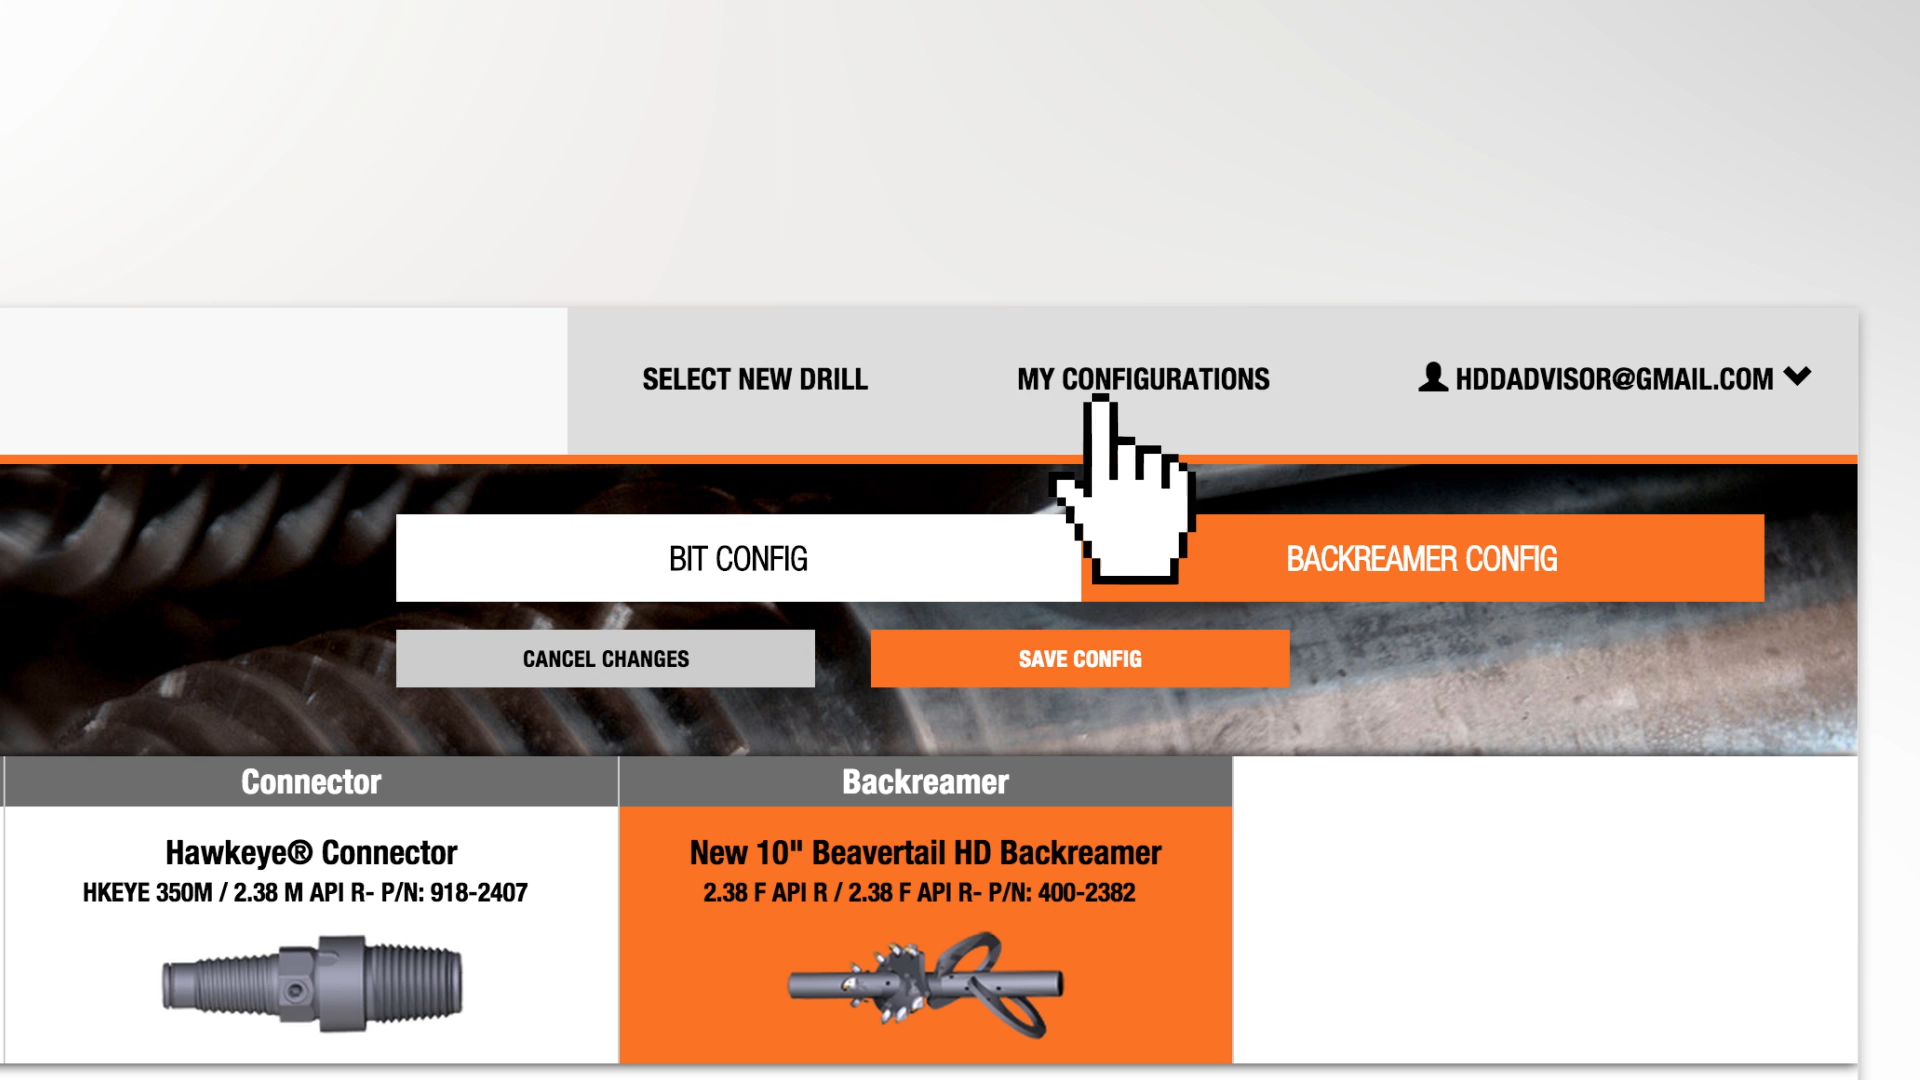 SELECT NEW DRILL
MY CONFIGURATIONS
HDDADVISOR@GMAIL.COM
BIT CONFIG
BACKREAMER CONFIG
CANCEL CHANGES
SAVE CONFIG
Connector
Backreamer
Hawkeye® Connector
HKEYE 350M / 2.38 M API R- P/N: 918-2407
New 10" Beavertail HD Backreamer
2.38 F API R / 2.38 F API R- P/N: 400-2382